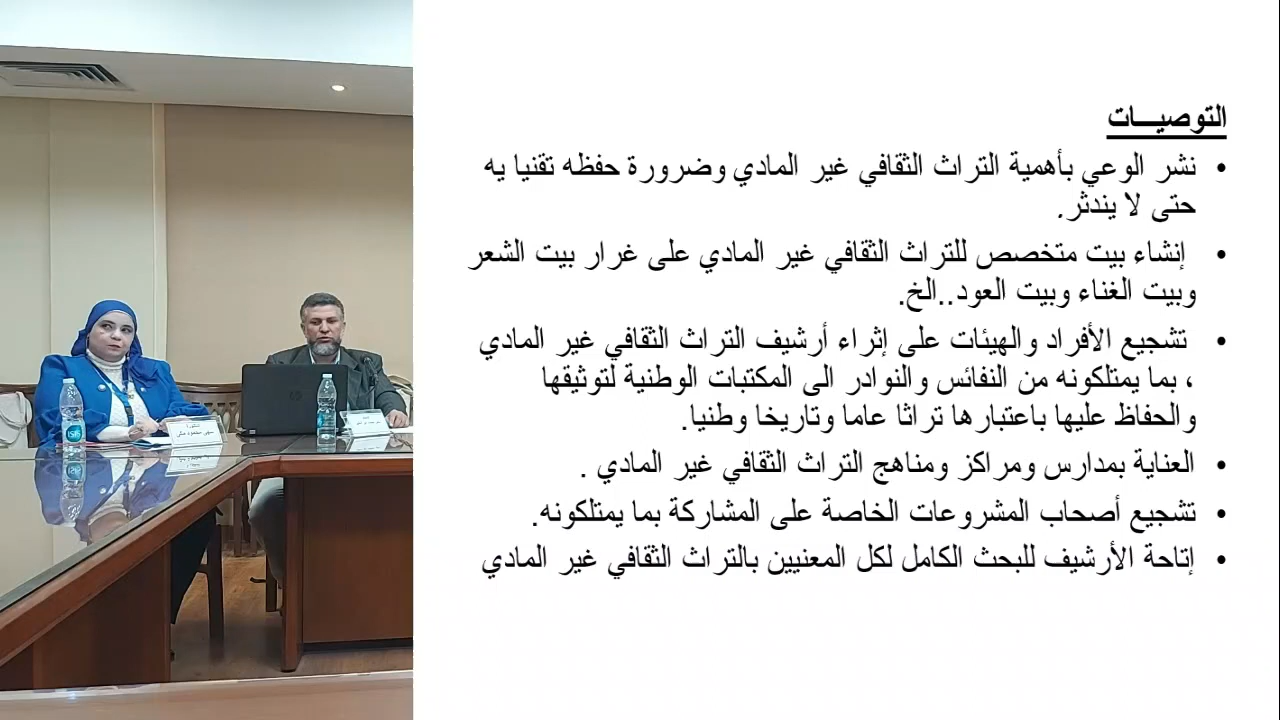 التوصيـــات
• نشر الوعي بأهمية التراث الثقافي غير المادي وضرورة حفظه تقنيا يه
حتى لا يندثر.
• إنشاء بيت متخصص للتراث الثقافي غير المادي على غرار بيت الشعر
وبيت الغناء وبيت العود..الخ.
• تشجيع الأفراد والهيئات على إثراء أرشيف التراث الثقافي غير المادي
، بما يمتلكونه من النفائس والنوادر الى المكتبات الوطنية لتوثيقها
والحفاظ عليها باعتبارها تراثا عاما وتاريخا وطنيا.
• العناية بمدارس ومراكز ومناهج التراث الثقافي غير المادي .
• تشجيع أصحاب المشروعات الخاصة على المشاركة بما يمتلكونه.
• إتاحة الأرشيف للبحث الكامل لكل المعنيين بالتراث الثقافي غير المادي